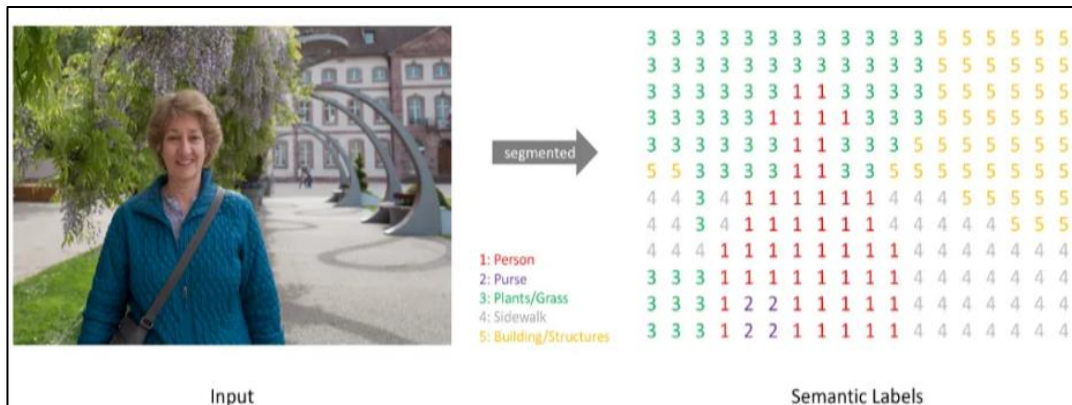 3 3 3 3 3 3 3 3 3 3 3 3 5 5 5 5 5 5
3 3 3 3 3 3 3 3 3 3 3 3 5 5 5 5 5 5
3 3 3 3 3 3 1 1 3 3 3 3 5 5 5 5 5 5
3 3 3 3 3 1 1 1 1 3 3 3 5 5 5 5 5 5
3 3 3 3 3 3 1 1 3 3 3 5 5 5 5 5 5 5
5 5 3 3 3 3 1 1 3 3 5 5 5 5 5 5 5 5
4 4 3 4 1 1 1 1 1 1 4 4 4 5 5 5 5 5
4 4 3 4 1 1 1 1 1 1 4 4 4 4 4 5 5 5
4 4 4 1 1 1 1 1 1 1 1 4 4 4 4 4 4 4
3 3 3 1 1 1 1 1 1 1 1 4 4 4 4 4 4 4
3 3 3 1 2 2 1 1 1 1 1 4 4 4 4 4 4 4
3 3 3 1 2 2 1 1 1 1 1 4 4 4 4 4 4 4
segmented
1: Person
2: Purse
3: Plants/Grass
4: Sidewalk
5: Building/Structures
Input
Semantic Labels